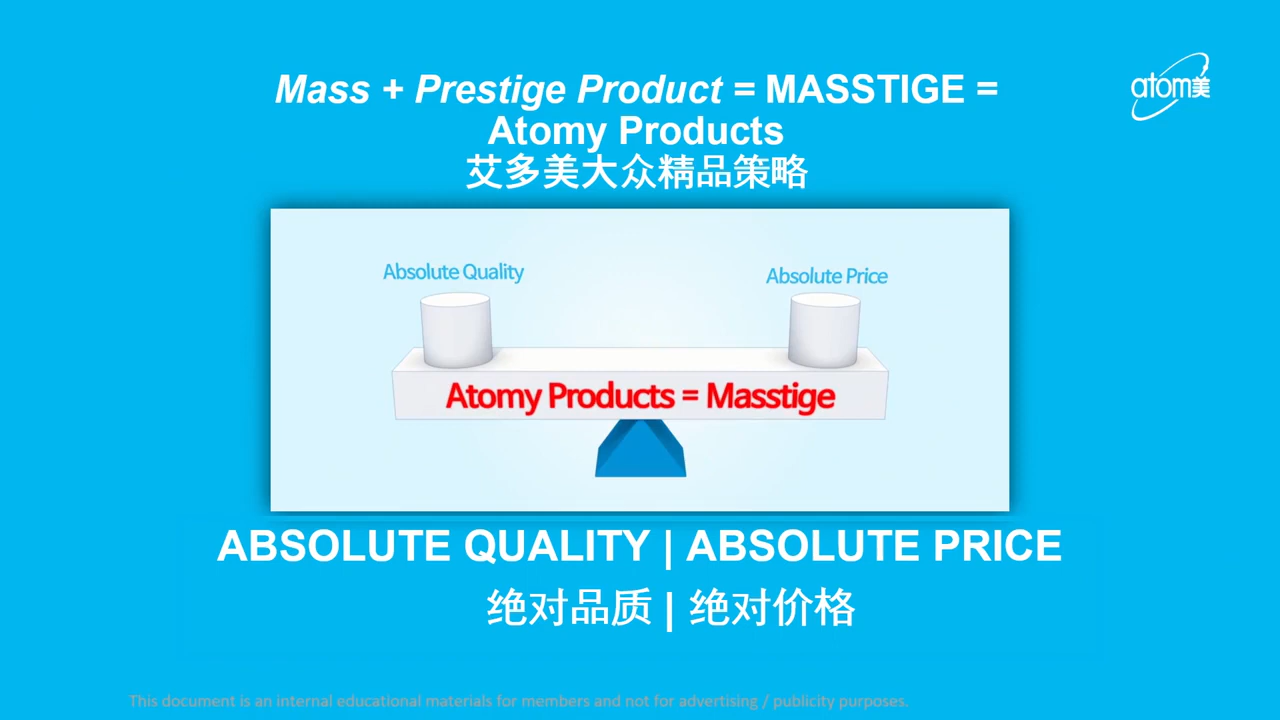 Mass + Prestige Product = MASSTIGE =
Atomy Products
艾多美大众精品策略
atom美
Absolute Quality
Absolute Price
Atomy Products = Masstige
ABSOLUTE QUALITY | ABSOLUTE PRICE
绝对品质 | 绝对价格
This document is an internal educational materials for members and not for advertising / publicity purposes.